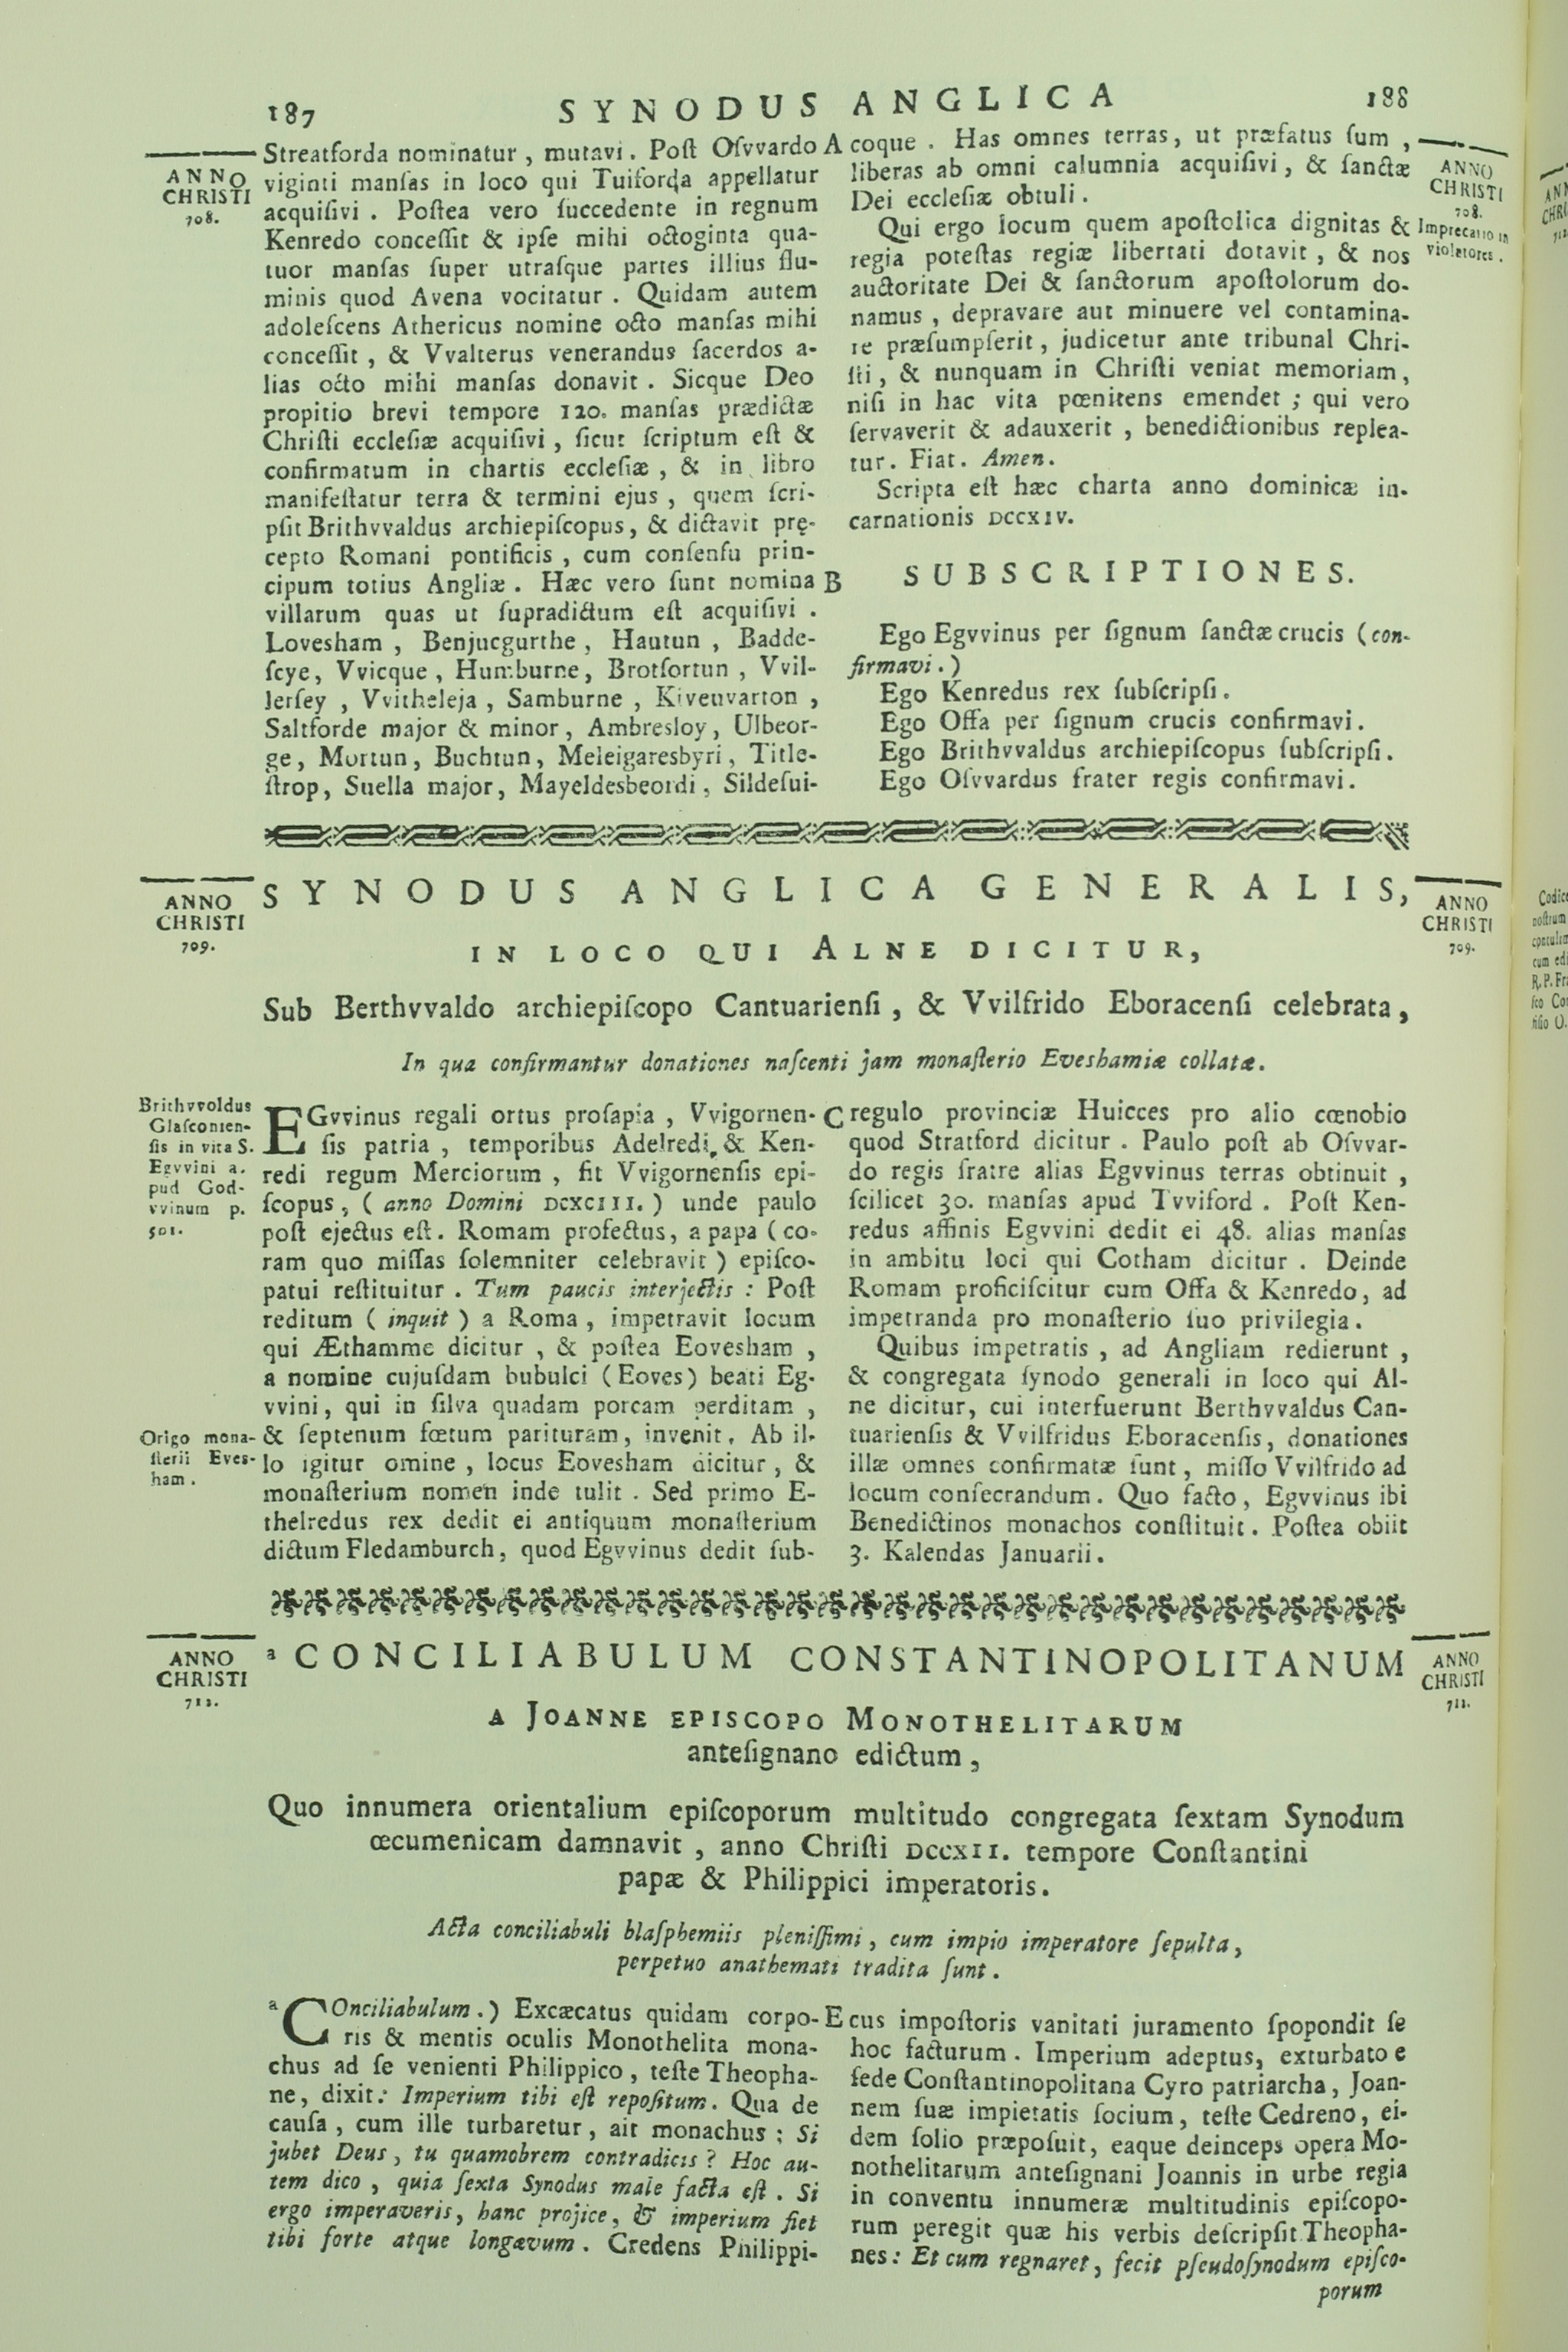 187
SYNODUS ANGLICA
188
ANNO
CHRISTI
708.
Streatforda nominatur, mutavi. Poſt Oſvvardo
viginti manſas in loco qui Tuiforda appellatur
acquiſivi. Poſtea vero ſuccedente in regnum
Kenredo conceſſit & ipſe mihi octoginta qua-
tuor manſas ſuper utraſque partes illius flu-
minis quod Avena vocitatur. Quidam autem
adoleſcens Athericus nomine octo manſas mihi
conceſſit, & Vvalterus venerandus ſacerdos a-
lias octo mihi manſas donavit. Sicque Deo
propitio brevi tempore 120. manſas prædictæ
Chriſti eccleſiæ acquiſivi, ſicut ſcriptum eſt &
confirmatum in chartis eccleſiæ, & in libro
manifeſtatur terra & termini ejus, quem ſcri-
pſit Brithvvaldus archiepiſcopus, & dictavit prę-
cepto Romani pontificis, cum conſenſu prin-
cipum totius Angliæ. Hæc vero ſunt nomina
villarum quas ut ſupradictum eſt acquiſivi.
Loveſham, Benjucgurthe, Hautun, Badde-
ſcye, Vvicque, Humburne, Brotſortun, Vvil-
lerſey, Vvitheleja, Samburne, Kiveuvarton,
Saltforde major & minor, Ambresloy, Ulbeor-
ge, Mortun, Buchtun, Meleigaresbyri, Title-
ſtrop, Suella major, Mayeldesbeordi, Sildeſui-
A
B
coque. Has omnes terras, ut præfatus ſum,
liberas ab omni calumnia acquiſivi, & ſanctæ
Dei eccleſiæ obtuli.
Qui ergo locum quem apoſtolica dignitas &
regia poteſtas regiæ libertati dotavit, & nos
auctoritate Dei & ſanctorum apoſtolorum do-
namus, depravare aut minuere vel contamina-
re præſumpſerit, judicetur ante tribunal Chri-
ſti, & nunquam in Chriſti veniat memoriam,
niſi in hac vita pœnitens emendet; qui vero
ſervaverit & adauxerit, benedictionibus replea-
tur. Fiat. Amen.
Scripta eſt hæc charta anno dominicæ in-
carnationis DCCXIV.
ANNO
CHRISTI
708.
Imprecatio in
violatores.
SUBSCRIPTIONES.
Ego Egvvinus per ſignum ſanctæ crucis (con-
firmavi.)
Ego Kenredus rex ſubſcripſi.
Ego Offa per ſignum crucis confirmavi.
Ego Brithvvaldus archiepiſcopus ſubſcripſi.
Ego Oſvvardus frater regis confirmavi.
ANNO
CHRISTI
709.
SYNODUS ANGLICA GENERALIS,
ANNO
CHRISTI
709.
IN LOCO QUI ALNE DICITUR,
Sub Berthvvaldo archiepiſcopo Cantuarienſi, & Vvilfrido Eboracenſi celebrata,
In qua confirmantur donationes naſcenti jam monaſterio Eveshamiæ collatæ.
Brithvvoldus
Glaſconien-
ſis in vita S.
Egvvini a-
pud God-
vvinum p.
501.
EGvvinus regali ortus proſapia, Vvigornen-
ſis patria, temporibus Adelredi, & Ken-
redi regum Merciorum, fit Vvigornenſis epi-
ſcopus, (anno Domini DCXCIII.) unde paulo
poſt ejectus eſt. Romam profectus, a papa (co-
ram quo miſſas ſolemniter celebravit) epiſco-
patui reſtituitur. Tum paucis interjectis: Poſt
reditum (inquit) a Roma, impetravit locum
qui Æthamme dicitur, & poſtea Eovesham,
a nomine cujuſdam bubulci (Eoves) beati Eg-
vvini, qui in ſilva quadam porcam perditam,
& ſeptenum fœtum parituram, invenit. Ab il-
lo igitur omine, locus Eovesham dicitur, &
monaſterium nomen inde tulit. Sed primo E-
thelredus rex dedit ei antiquum monaſterium
dictum Fledamburch, quod Egvvinus dedit ſub-
Origo mona-
ſterii Eves-
ham.
C
regulo provinciæ Huicces pro alio cœnobio
quod Stratford dicitur. Paulo poſt ab Oſvvar-
do regis fratre alias Egvvinus terras obtinuit,
ſcilicet 30. manſas apud Tvviford. Poſt Ken-
redus affinis Egvvini dedit ei 48. alias manſas
in ambitu loci qui Cotham dicitur. Deinde
Romam proficiſcitur cum Offa & Kenredo, ad
impetranda pro monaſterio ſuo privilegia.
Quibus impetratis, ad Angliam redierunt,
& congregata ſynodo generali in loco qui Al-
ne dicitur, cui interfuerunt Berthvvaldus Can-
tuarienſis & Vvilfridus Eboracenſis, donationes
illæ omnes confirmatæ ſunt, miſſo Vvilfrido ad
locum conſecrandum. Quo facto, Egvvinus ibi
Benedictinos monachos conſtituit. Poſtea obiit
3. Kalendas Januarii.
ANNO
CHRISTI
712.
a CONCILIABULUM CONSTANTINOPOLITANUM
ANNO
CHRISTI
712.
A JOANNE EPISCOPO MONOTHELITARUM
anteſignano edictum,
Quo innumera orientalium epiſcoporum multitudo congregata ſextam Synodum
œcumenicam damnavit, anno Chriſti DCCXII. tempore Conſtantini
papæ & Philippici imperatoris.
Acta conciliabuli blaſphemiis pleniſſimi, cum impio imperatore ſepulta,
perpetuo anathemati tradita ſunt.
a COnciliabulum.) Excæcatus quidam corpo-
ris & mentis oculis Monothelita mona-
chus ad ſe venienti Philippico, teſte Theopha-
ne, dixit: Imperium tibi eſt repoſitum. Qua de
cauſa, cum ille turbaretur, ait monachus: Si
jubet Deus, tu quamobrem contradicis? Hoc au-
tem dico, quia ſexta Synodus male facta eſt. Si
ergo imperaveris, hanc projice, & imperium fiet
tibi forte atque longævum. Credens Philippi-
E
cus impoſtoris vanitati juramento ſpopondit ſe
hoc facturum. Imperium adeptus, exturbato e
ſede Conſtantinopolitana Cyro patriarcha, Joan-
nem ſuæ impietatis ſocium, teſte Cedreno, ei-
dem ſolio præpoſuit, eaque deinceps opera Mo-
nothelitarum anteſignani Joannis in urbe regia
in conventu innumeræ multitudinis epiſcopo-
rum peregit quæ his verbis deſcripſit Theopha-
nes: Et cum regnaret, fecit pſeudoſynodum epiſco-
porum